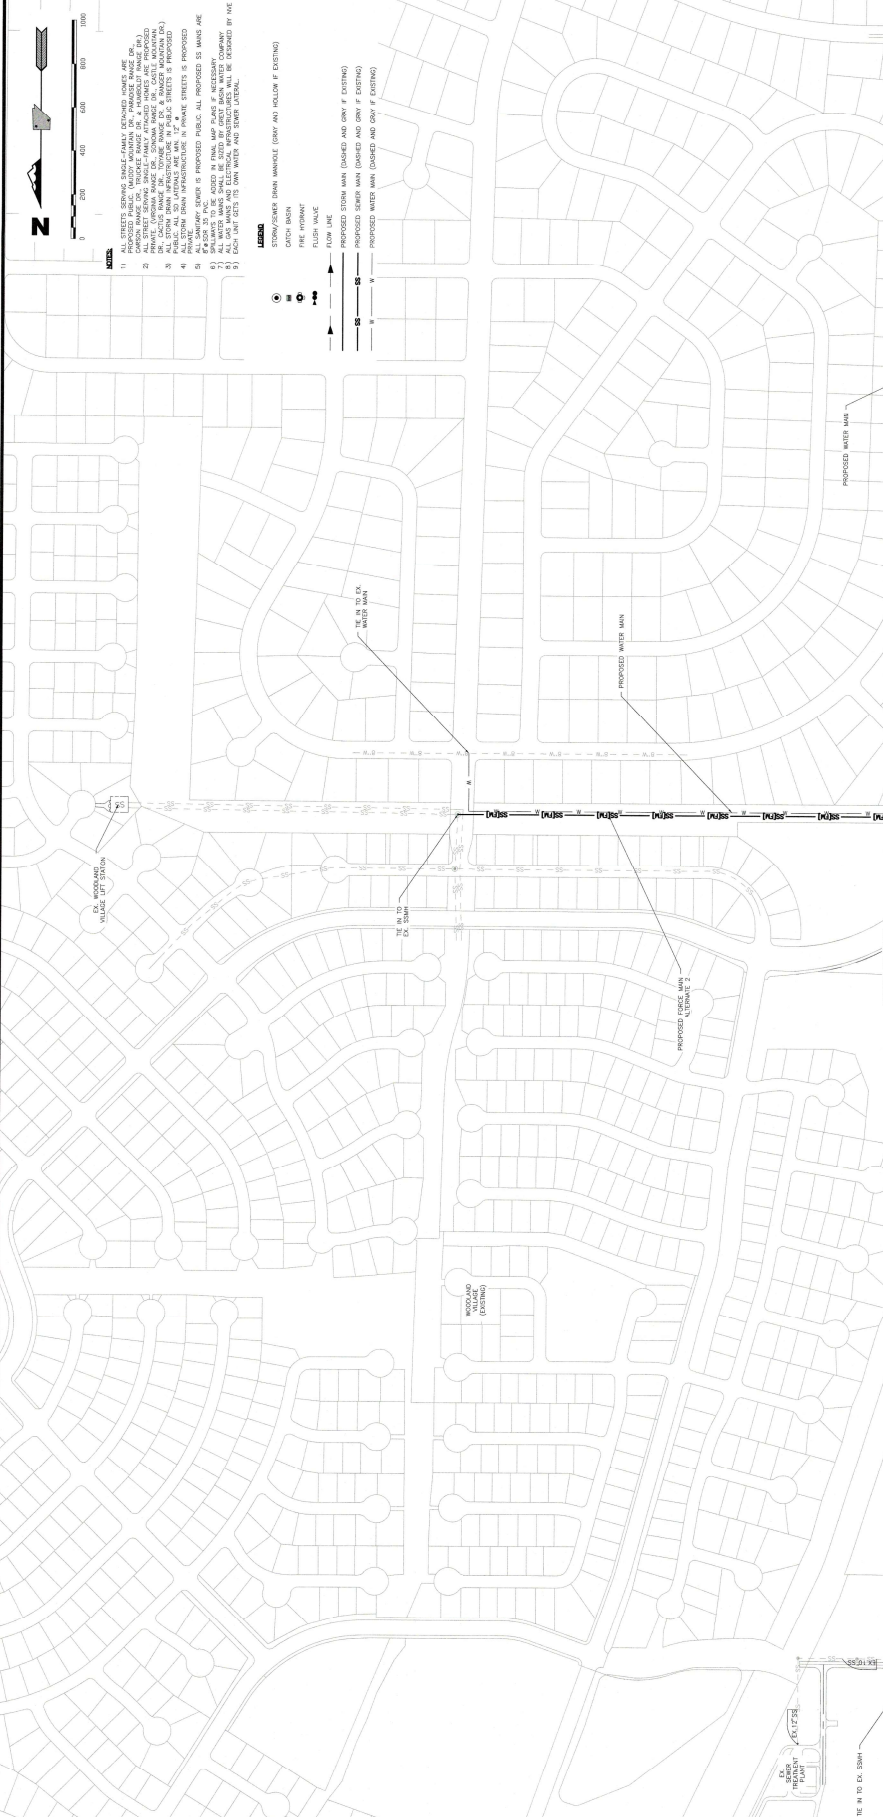 N
0 200 400 600 800 1000
NOTES:
1) ALL STREETS SERVING SINGLE-FAMILY DETACHED HOMES ARE
PROPOSED PUBLIC. (MUDDY MOUNTAIN DR., PARADISE RANGE DR.,
CARSON RANGE DR., TRUCKEE RANGE DR., & HUMBOLDT RANGE DR.)
2) ALL STREET SERVING SINGLE-FAMILY ATTACHED HOMES ARE PROPOSED
PRIVATE. (VIRGINIA RANGE DR., SONOMA RANGE DR., CASTLE MOUNTAIN
DR., CACTUS RANGE DR., TOIYABE RANGE DR. & RANGER MOUNTAIN DR.)
3) ALL STORM DRAIN INFRASTRUCTURE IN PUBLIC STREETS IS PROPOSED
PUBLIC. ALL SD LATERALS ARE MIN. 12" ø
4) ALL STORM DRAIN INFRASTRUCTURE IN PRIVATE STREETS IS PROPOSED
PRIVATE.
5) ALL SANITARY SEWER IS PROPOSED PUBLIC. ALL PROPOSED SS MAINS ARE
8"ø SDR 35 PVC.
6) SPILLWAYS TO BE ADDED IN FINAL MAP PLANS IF NECESSARY
7) ALL WATER MAINS SHALL BE SIZED BY GREAT BASIN WATER COMPANY
8) ALL GAS MAINS AND ELECTRICAL INFRASTRUCTURES WILL BE DESIGNED BY NVE
9) EACH UNIT GETS ITS OWN WATER AND SEWER LATERAL.
LEGEND:
STORM/SEWER DRAIN MANHOLE (GRAY AND HOLLOW IF EXISTING)
CATCH BASIN
FIRE HYDRANT
FLUSH VALVE
FLOW LINE
PROPOSED STORM MAIN (DASHED AND GRAY IF EXISTING)
SS SS PROPOSED SEWER MAIN (DASHED AND GRAY IF EXISTING)
W W PROPOSED WATER MAIN (DASHED AND GRAY IF EXISTING)
PROPOSED WATER MAIN
TIE IN TO EX.
WATER MAIN
PROPOSED WATER MAIN
EX. WOODLAND
VILLAGE LIFT STATON
SS
TIE IN TO
EX. SSMH
PROPOSED FORCE MAIN
ALTERNATE 2
WOODLAND
VILLAGE
(EXISTING)
EX 10"SS
EX.12"SS
EX.
SEWER
TREATMENT
PLANT
TIE IN TO EX. SSMH